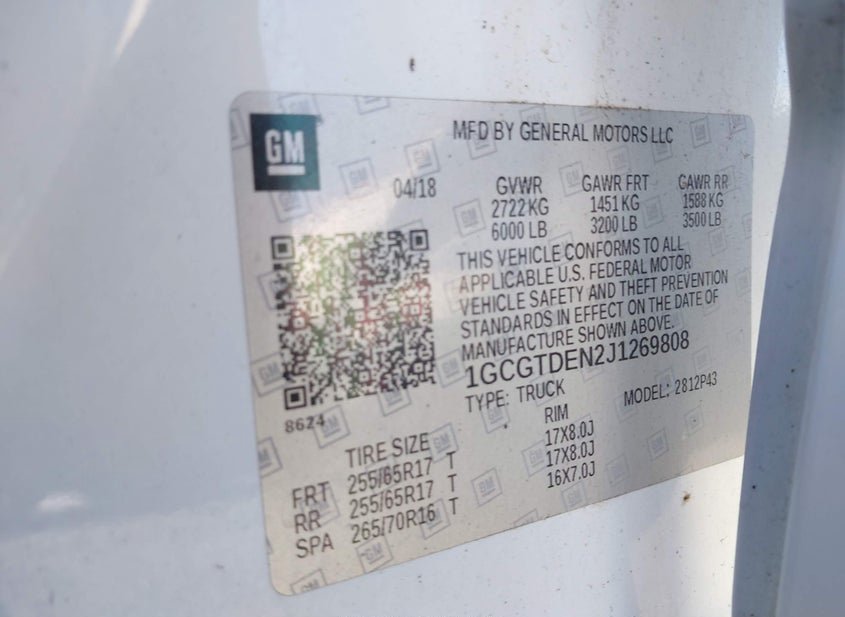 GM
MFD BY GENERAL MOTORS LLC
04/18 GVWR GAWR FRT GAWR RR
2722 KG 1451 KG 1588 KG
6000 LB 3200 LB 3500 LB
THIS VEHICLE CONFORMS TO ALL
APPLICABLE U.S. FEDERAL MOTOR
VEHICLE SAFETY AND THEFT PREVENTION
STANDARDS IN EFFECT ON THE DATE OF
MANUFACTURE SHOWN ABOVE.
1GCGTDEN2J1269808
TYPE: TRUCK MODEL: 2812P43
8624
TIRE SIZE RIM
FRT 255/65R17 T 17X8.0J
RR 255/65R17 T 17X8.0J
SPA 265/70R16 T 16X7.0J